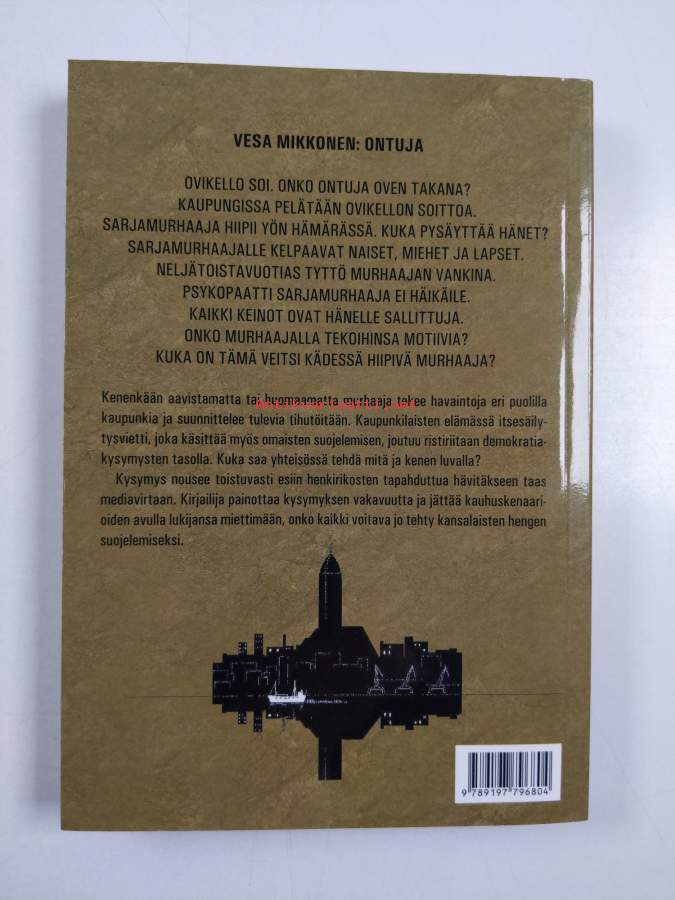 VESA MIKKONEN: ONTUJA
OVIKELLO SOI. ONKO ONTUJA OVEN TAKANA?
KAUPUNGISSA PELÄTÄÄN OVIKELLON SOITTOA.
SARJAMURHAAJA HIIPII YÖN HÄMÄRÄSSÄ. KUKA PYSÄYTTÄÄ HÄNET?
SARJAMURHAAJALLE KELPAAVAT NAISET, MIEHET JA LAPSET.
NELJÄTOISTAVUOTIAS TYTTÖ MURHAAJAN VANKINA.
PSYKOPAATTI SARJAMURHAAJA EI HÄIKÄILE.
KAIKKI KEINOT OVAT HÄNELLE SALLITTUJA.
ONKO MURHAAJALLA TEKOIHINSA MOTIIVIA?
KUKA ON TÄMÄ VEITSI KÄDESSÄ HIIPIVÄ MURHAAJA?
Kenenkään aavistamatta tai huomaamatta murhaaja tekee havaintoja eri puolilla
kaupunkia ja suunnittelee tulevia tihutöitään. Kaupunkilaisten elämässä itsesäily-
tysvietti, joka käsittää myös omaisten suojelemisen, joutuu ristiriitaan demokratia-
kysymysten tasolla. Kuka saa yhteisössä tehdä mitä ja kenen luvalla?
Kysymys nousee toistuvasti esiin henkirikosten tapahduttua hävitäkseen taas
mediavirtaan. Kirjailija painottaa kysymyksen vakavuutta ja jättää kauhuskenaari-
oiden avulla lukijansa miettimään, onko kaikki voitava jo tehty kansalaisten hengen
suojelemiseksi.
9 789197 796804